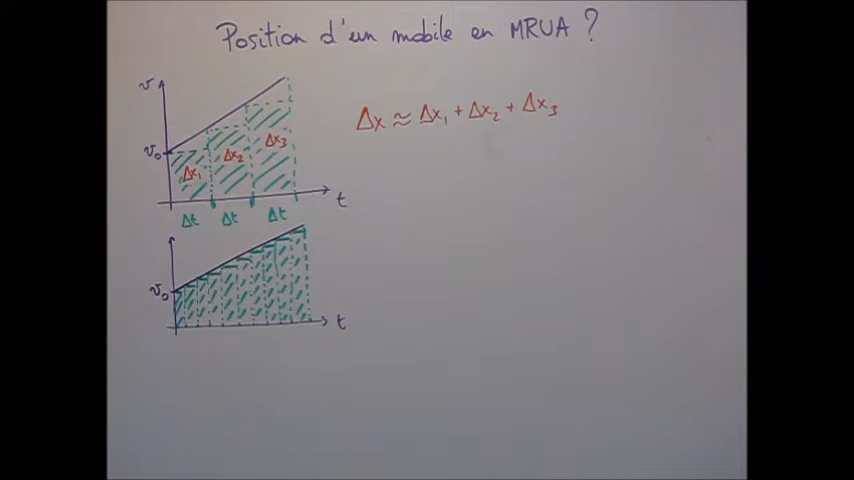 Position d'un mobile en MRUA ?
v
Δx ≈ Δx₁ + Δx₂ + Δx₃
v₀
Δx₁ Δx₂ Δx₃
t
Δt Δt Δt
v₀
t